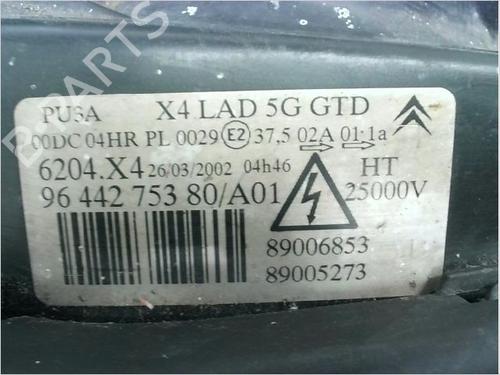 B PARTS
PU3A X4 LAD 5G GTD
00DC 04HR PL 0029 E2 37,5 02A 01-1a
6204.X4 26/03/2002 04h46 HT
96 442 753 80/A01 25000V
89006853
89005273